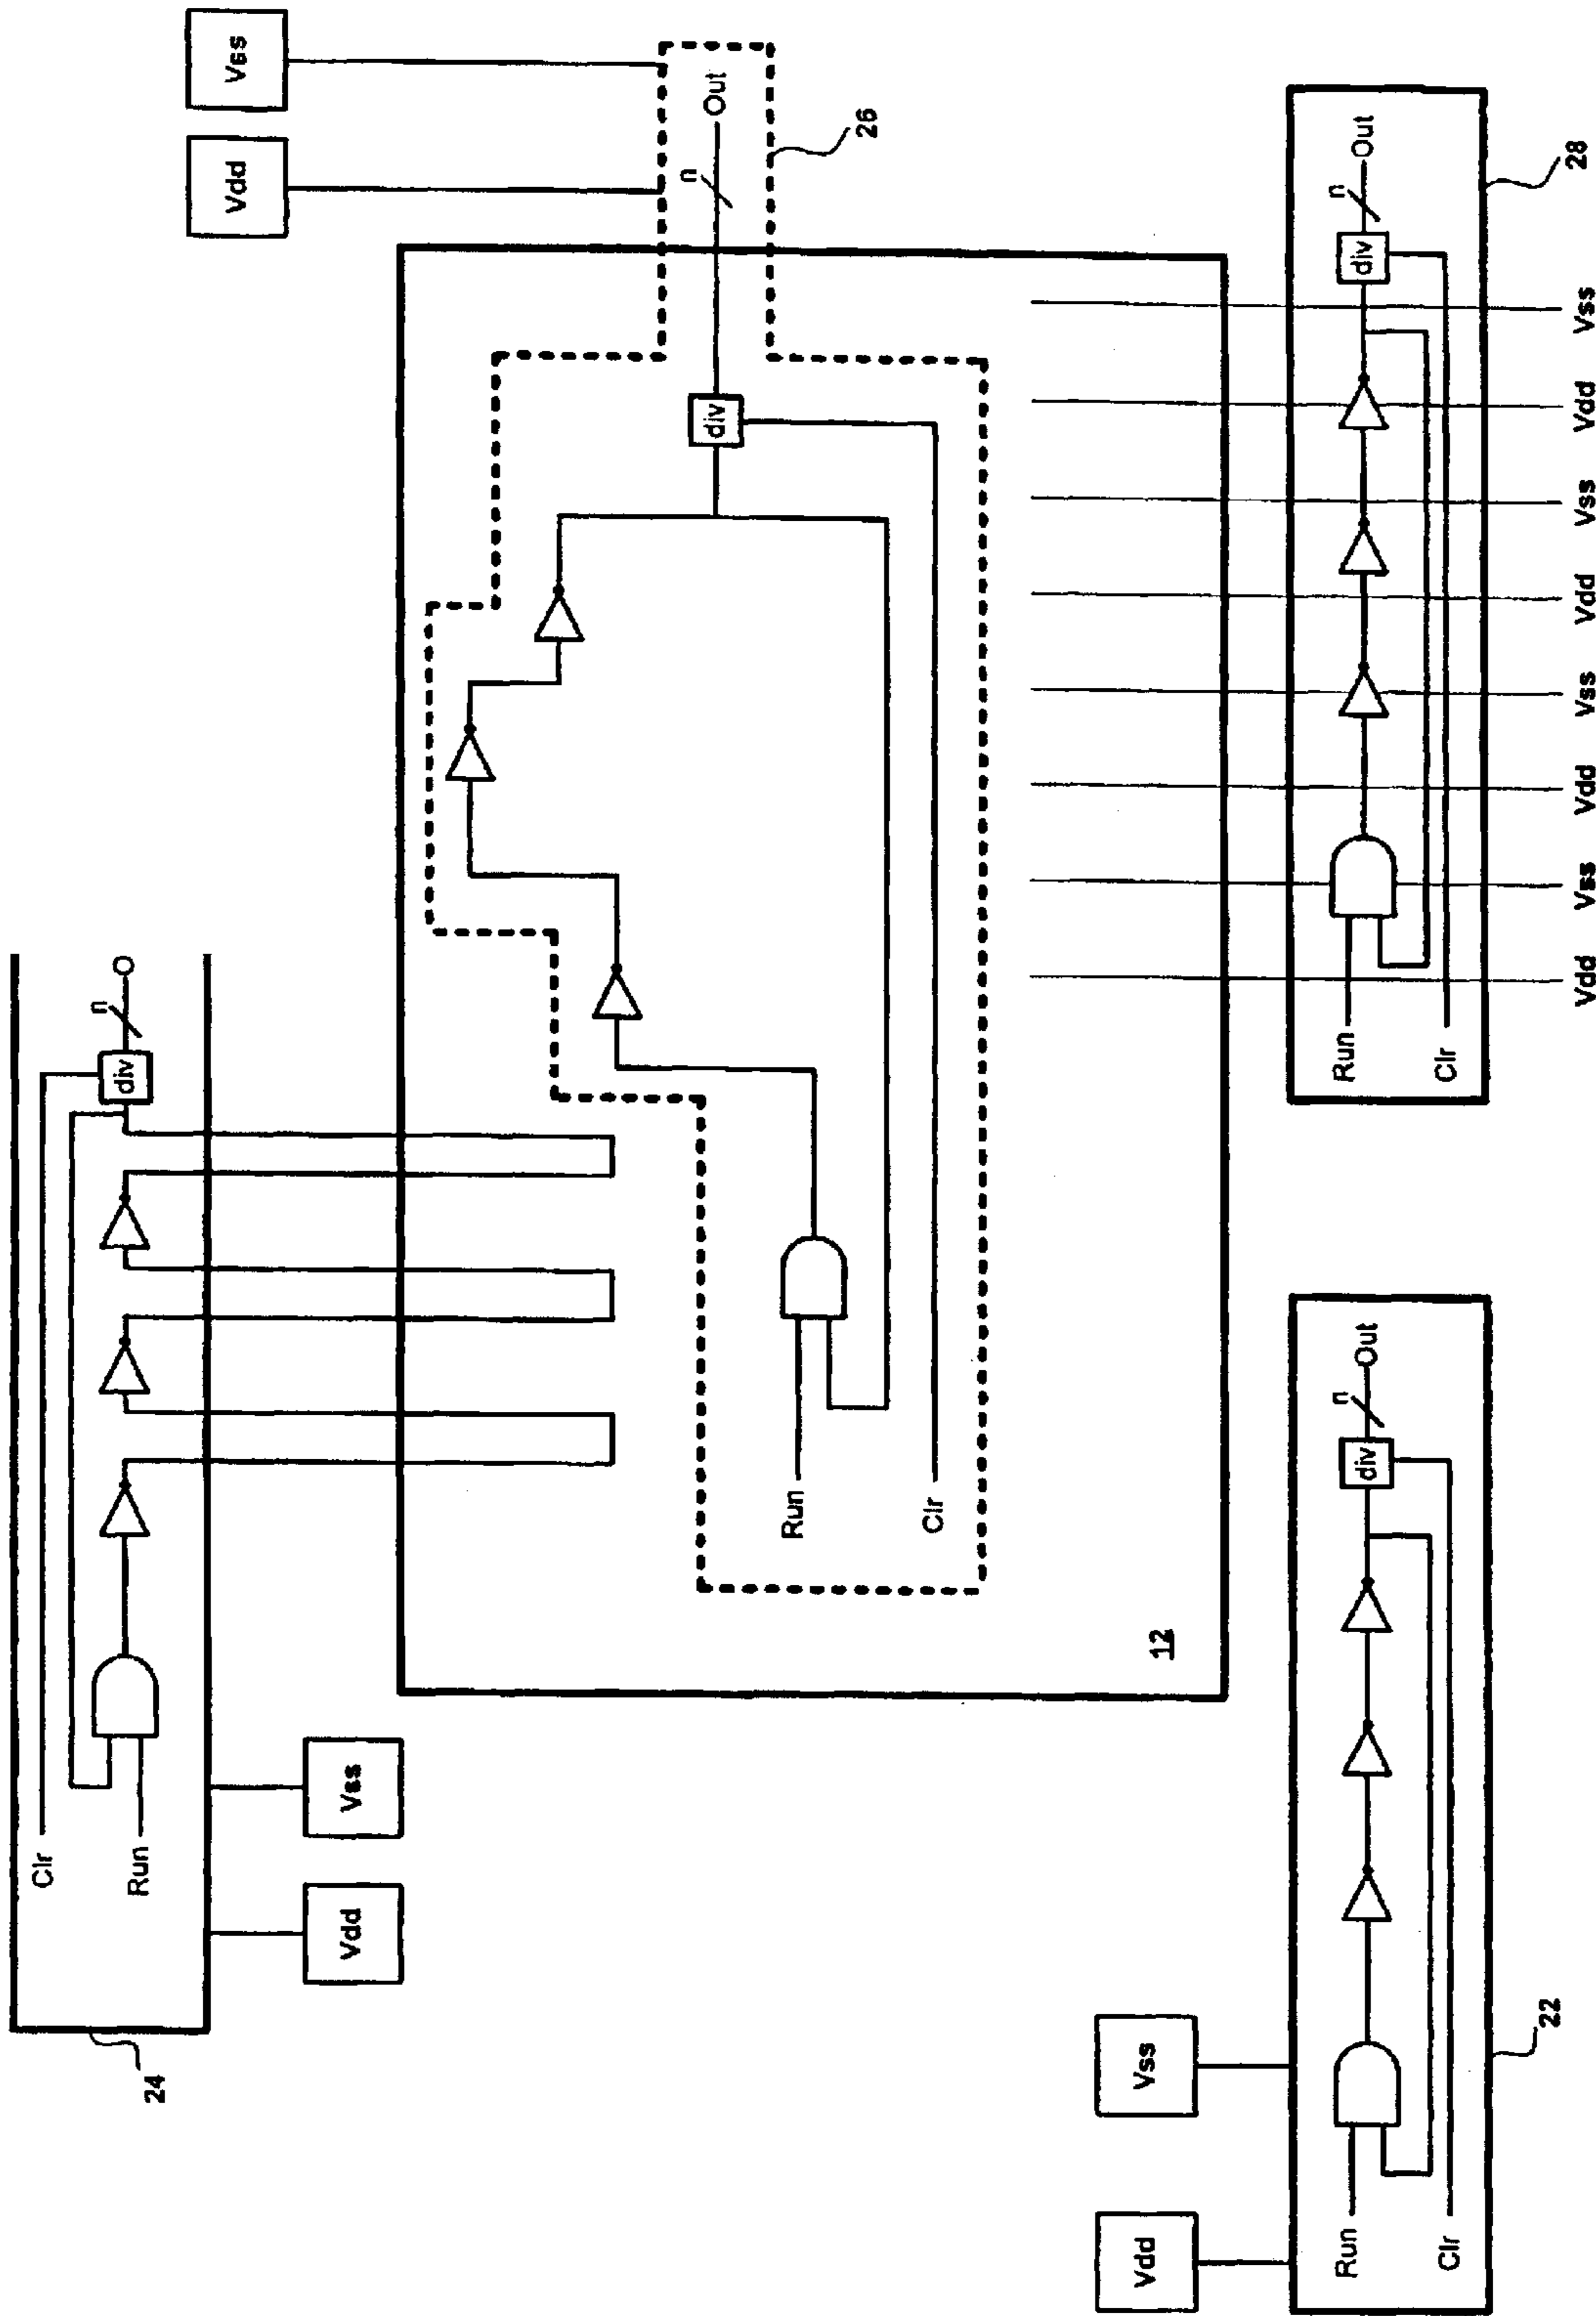 Clr
n
div
O
Run
24
Vdd
Vss
Vdd
Vss
n
div
Out
Run
26
Clr
12
Vdd
Vss
Run
n
div
Out
Clr
22
Run
n
div
Out
Clr
28
Vdd Vss Vdd Vss Vdd Vss Vdd Vss